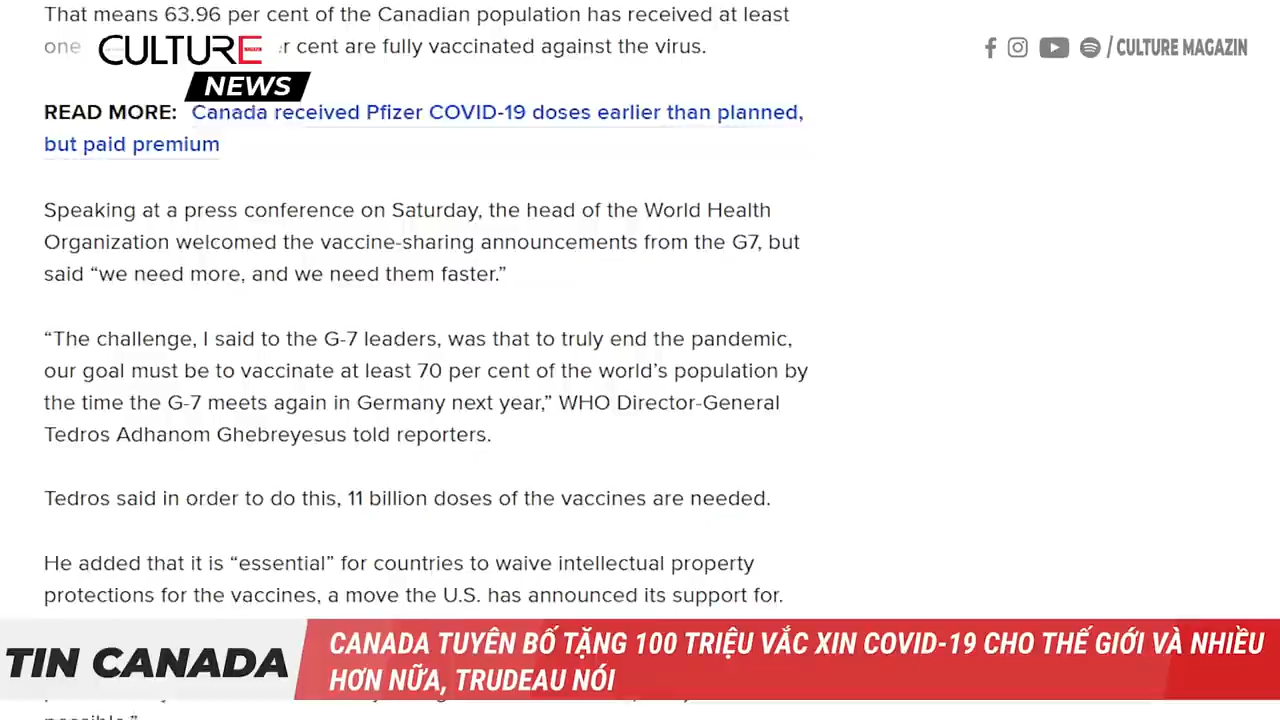 That means 63.96 per cent of the Canadian population has received at least
one r cent are fully vaccinated against the virus.
CULTURE
NEWS
/ CULTURE MAGAZIN
READ MORE: Canada received Pfizer COVID-19 doses earlier than planned,
but paid premium
Speaking at a press conference on Saturday, the head of the World Health
Organization welcomed the vaccine-sharing announcements from the G7, but
said “we need more, and we need them faster.”
“The challenge, I said to the G-7 leaders, was that to truly end the pandemic,
our goal must be to vaccinate at least 70 per cent of the world’s population by
the time the G-7 meets again in Germany next year,” WHO Director-General
Tedros Adhanom Ghebreyesus told reporters.
Tedros said in order to do this, 11 billion doses of the vaccines are needed.
He added that it is “essential” for countries to waive intellectual property
protections for the vaccines, a move the U.S. has announced its support for.
TIN CANADA
CANADA TUYÊN BỐ TẶNG 100 TRIỆU VẮC XIN COVID-19 CHO THẾ GIỚI VÀ NHIỀU
HƠN NỮA, TRUDEAU NÓI